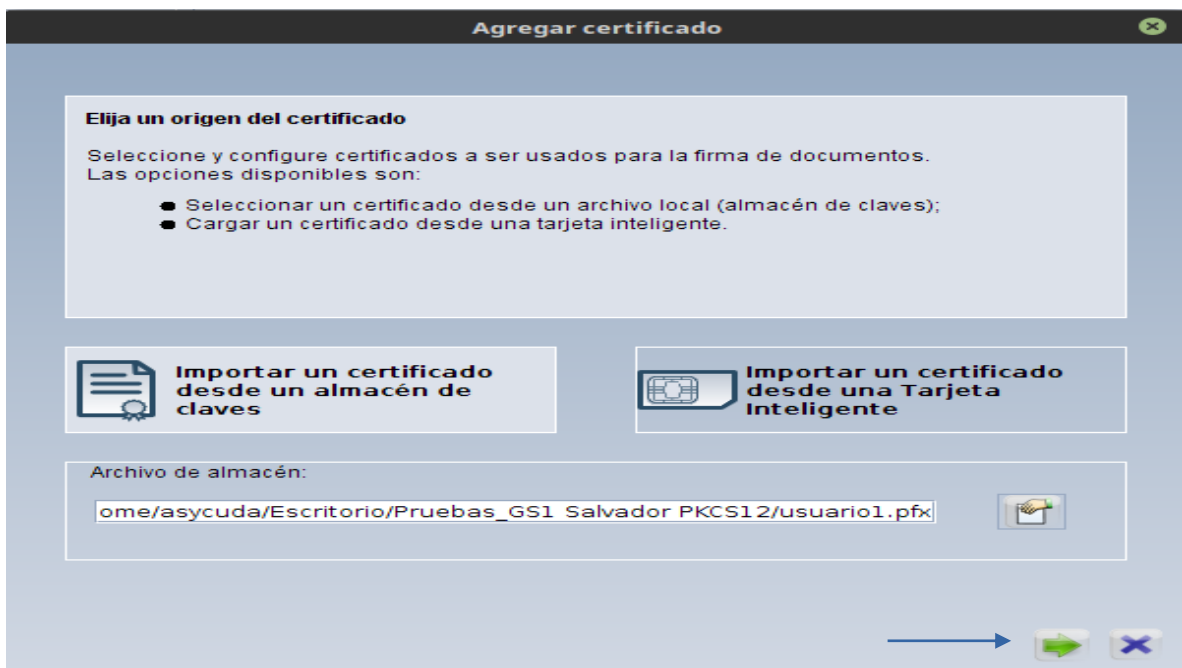 Agregar certificado
Elija un origen del certificado
Seleccione y configure certificados a ser usados para la firma de documentos.
Las opciones disponibles son:
Seleccionar un certificado desde un archivo local (almacén de claves);
Cargar un certificado desde una tarjeta inteligente.
Importar un certificado
desde un almacén de
claves
Importar un certificado
desde una Tarjeta
Inteligente
Archivo de almacén:
ome/asycuda/Escritorio/Pruebas_GS1 Salvador PKCS12/usuario1.pfx